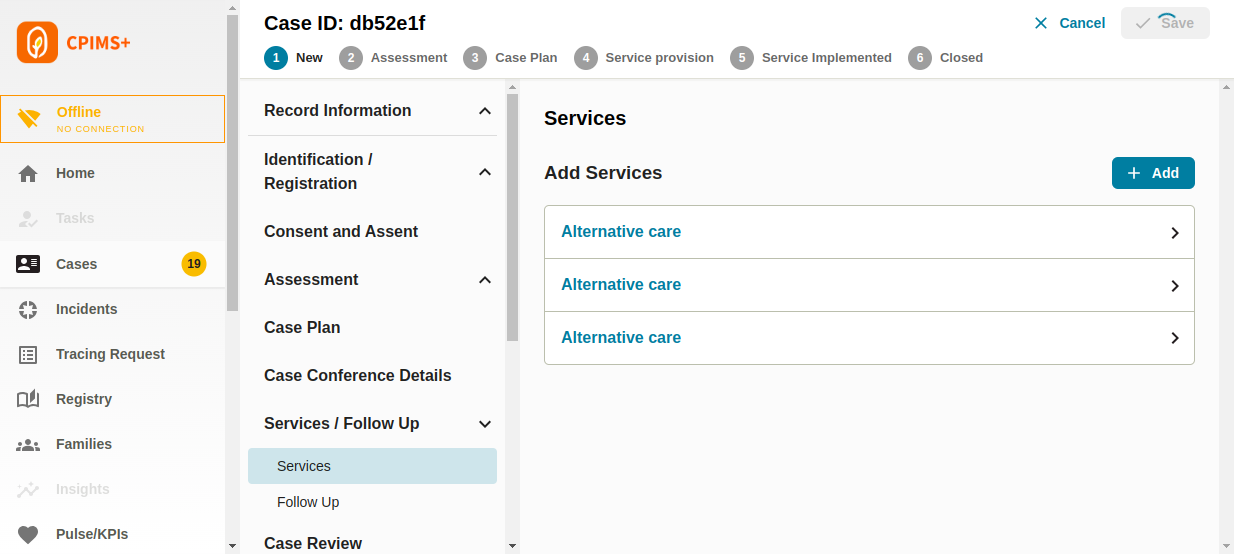 CPIMS+
Offline
NO CONNECTION
Home
Tasks
Cases
19
Incidents
Tracing Request
Registry
Families
Insights
Pulse/KPIs
Case ID: db52e1f
Cancel
Save
1 New
2 Assessment
3 Case Plan
4 Service provision
5 Service Implemented
6 Closed
Record Information
Identification /
Registration
Consent and Assent
Assessment
Case Plan
Case Conference Details
Services / Follow Up
Services
Follow Up
Case Review
Services
Add Services
Add
Alternative care
Alternative care
Alternative care